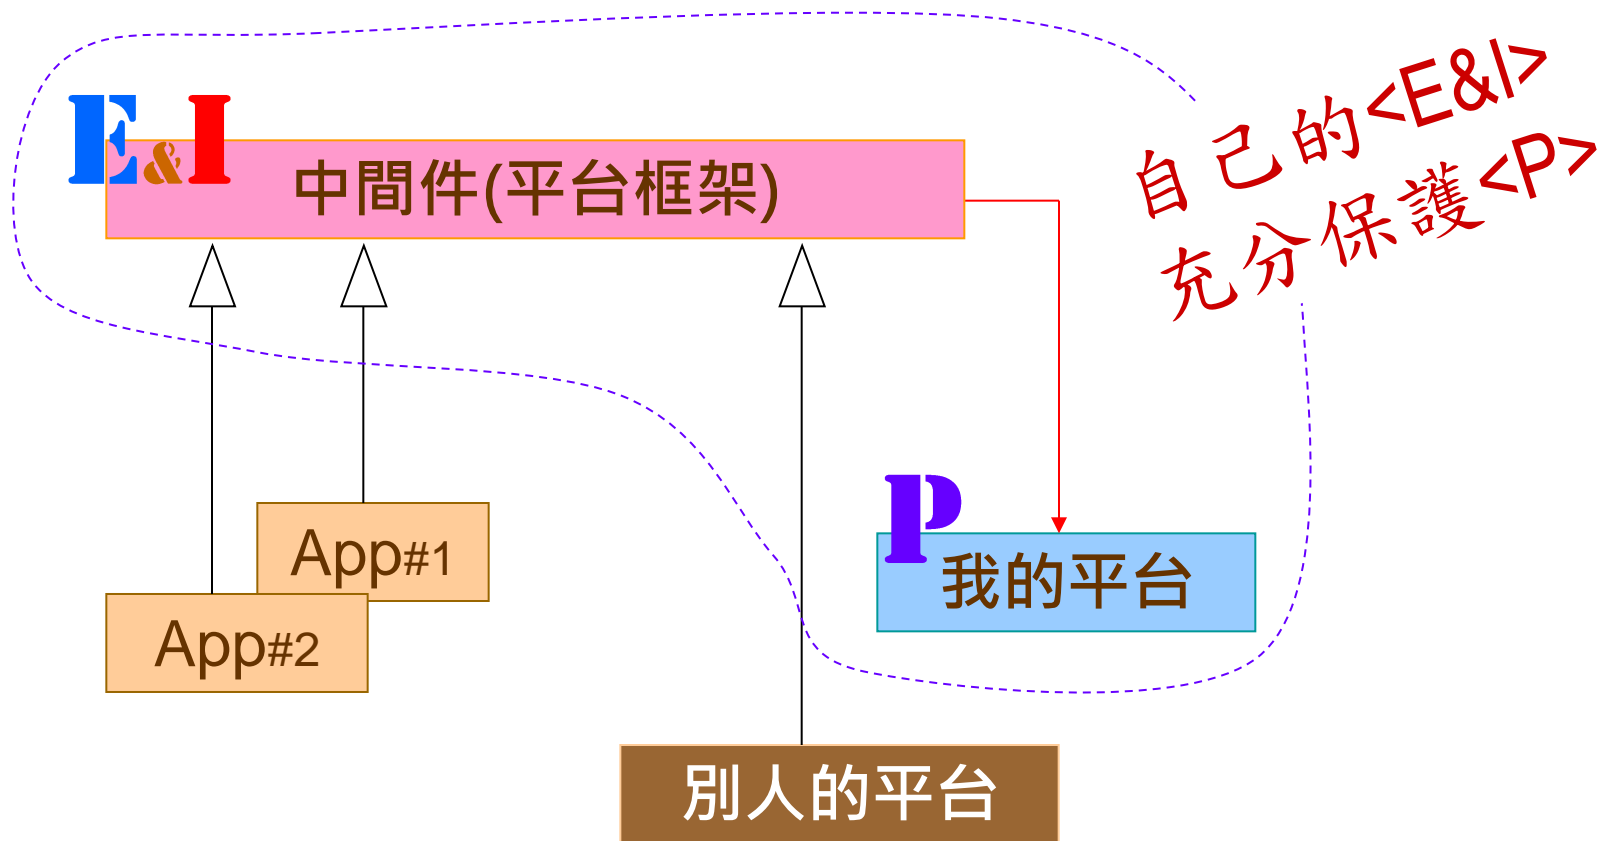 自己的<E&I>
充分保護<P>
E&I
中間件(平台框架)
P
我的平台
App#1
App#2
別人的平台